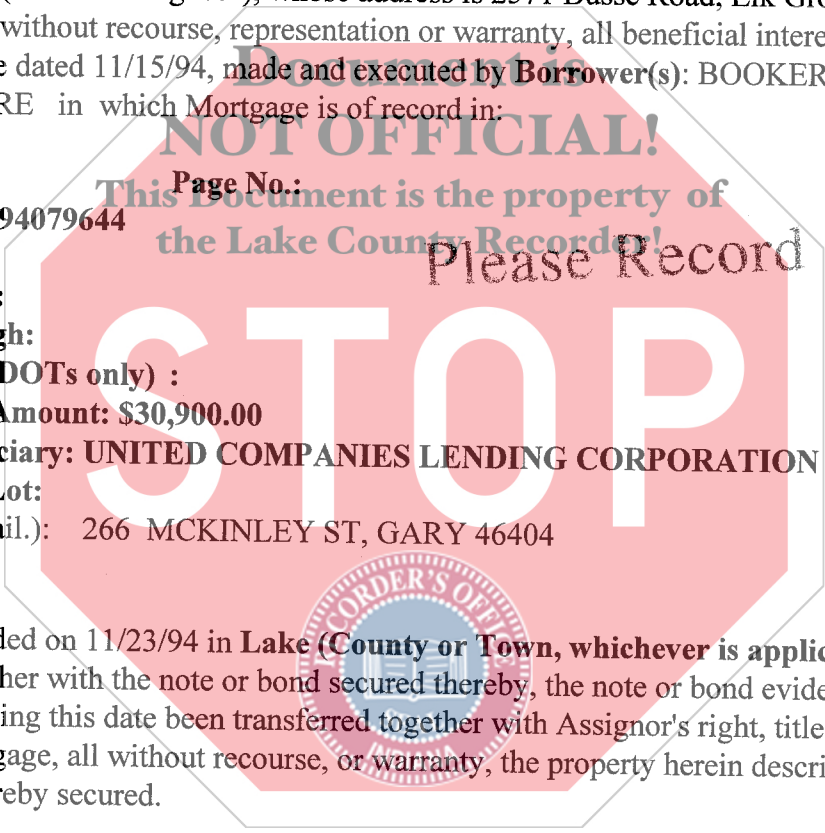 without recourse, representation or warranty, all beneficial intere
e dated 11/15/94, made and executed by Borrower(s): BOOKER
RE in which Mortgage is of record in:
Document is
NOT OFFICIAL!
This Document is the property of
the Lake County Recorder!
Page No.:
94079644
Please Record
:
gh:
DOTs only) :
Amount: $30,900.00
ciary: UNITED COMPANIES LENDING CORPORATION
Lot:
ail.): 266 MCKINLEY ST, GARY 46404
STOP
RECORDER'S OFFICE
INDIANA
ded on 11/23/94 in Lake (County or Town, whichever is applic
her with the note or bond secured thereby, the note or bond evide
ing this date been transferred together with Assignor's right, title
gage, all without recourse, or warranty, the property herein descri
reby secured.